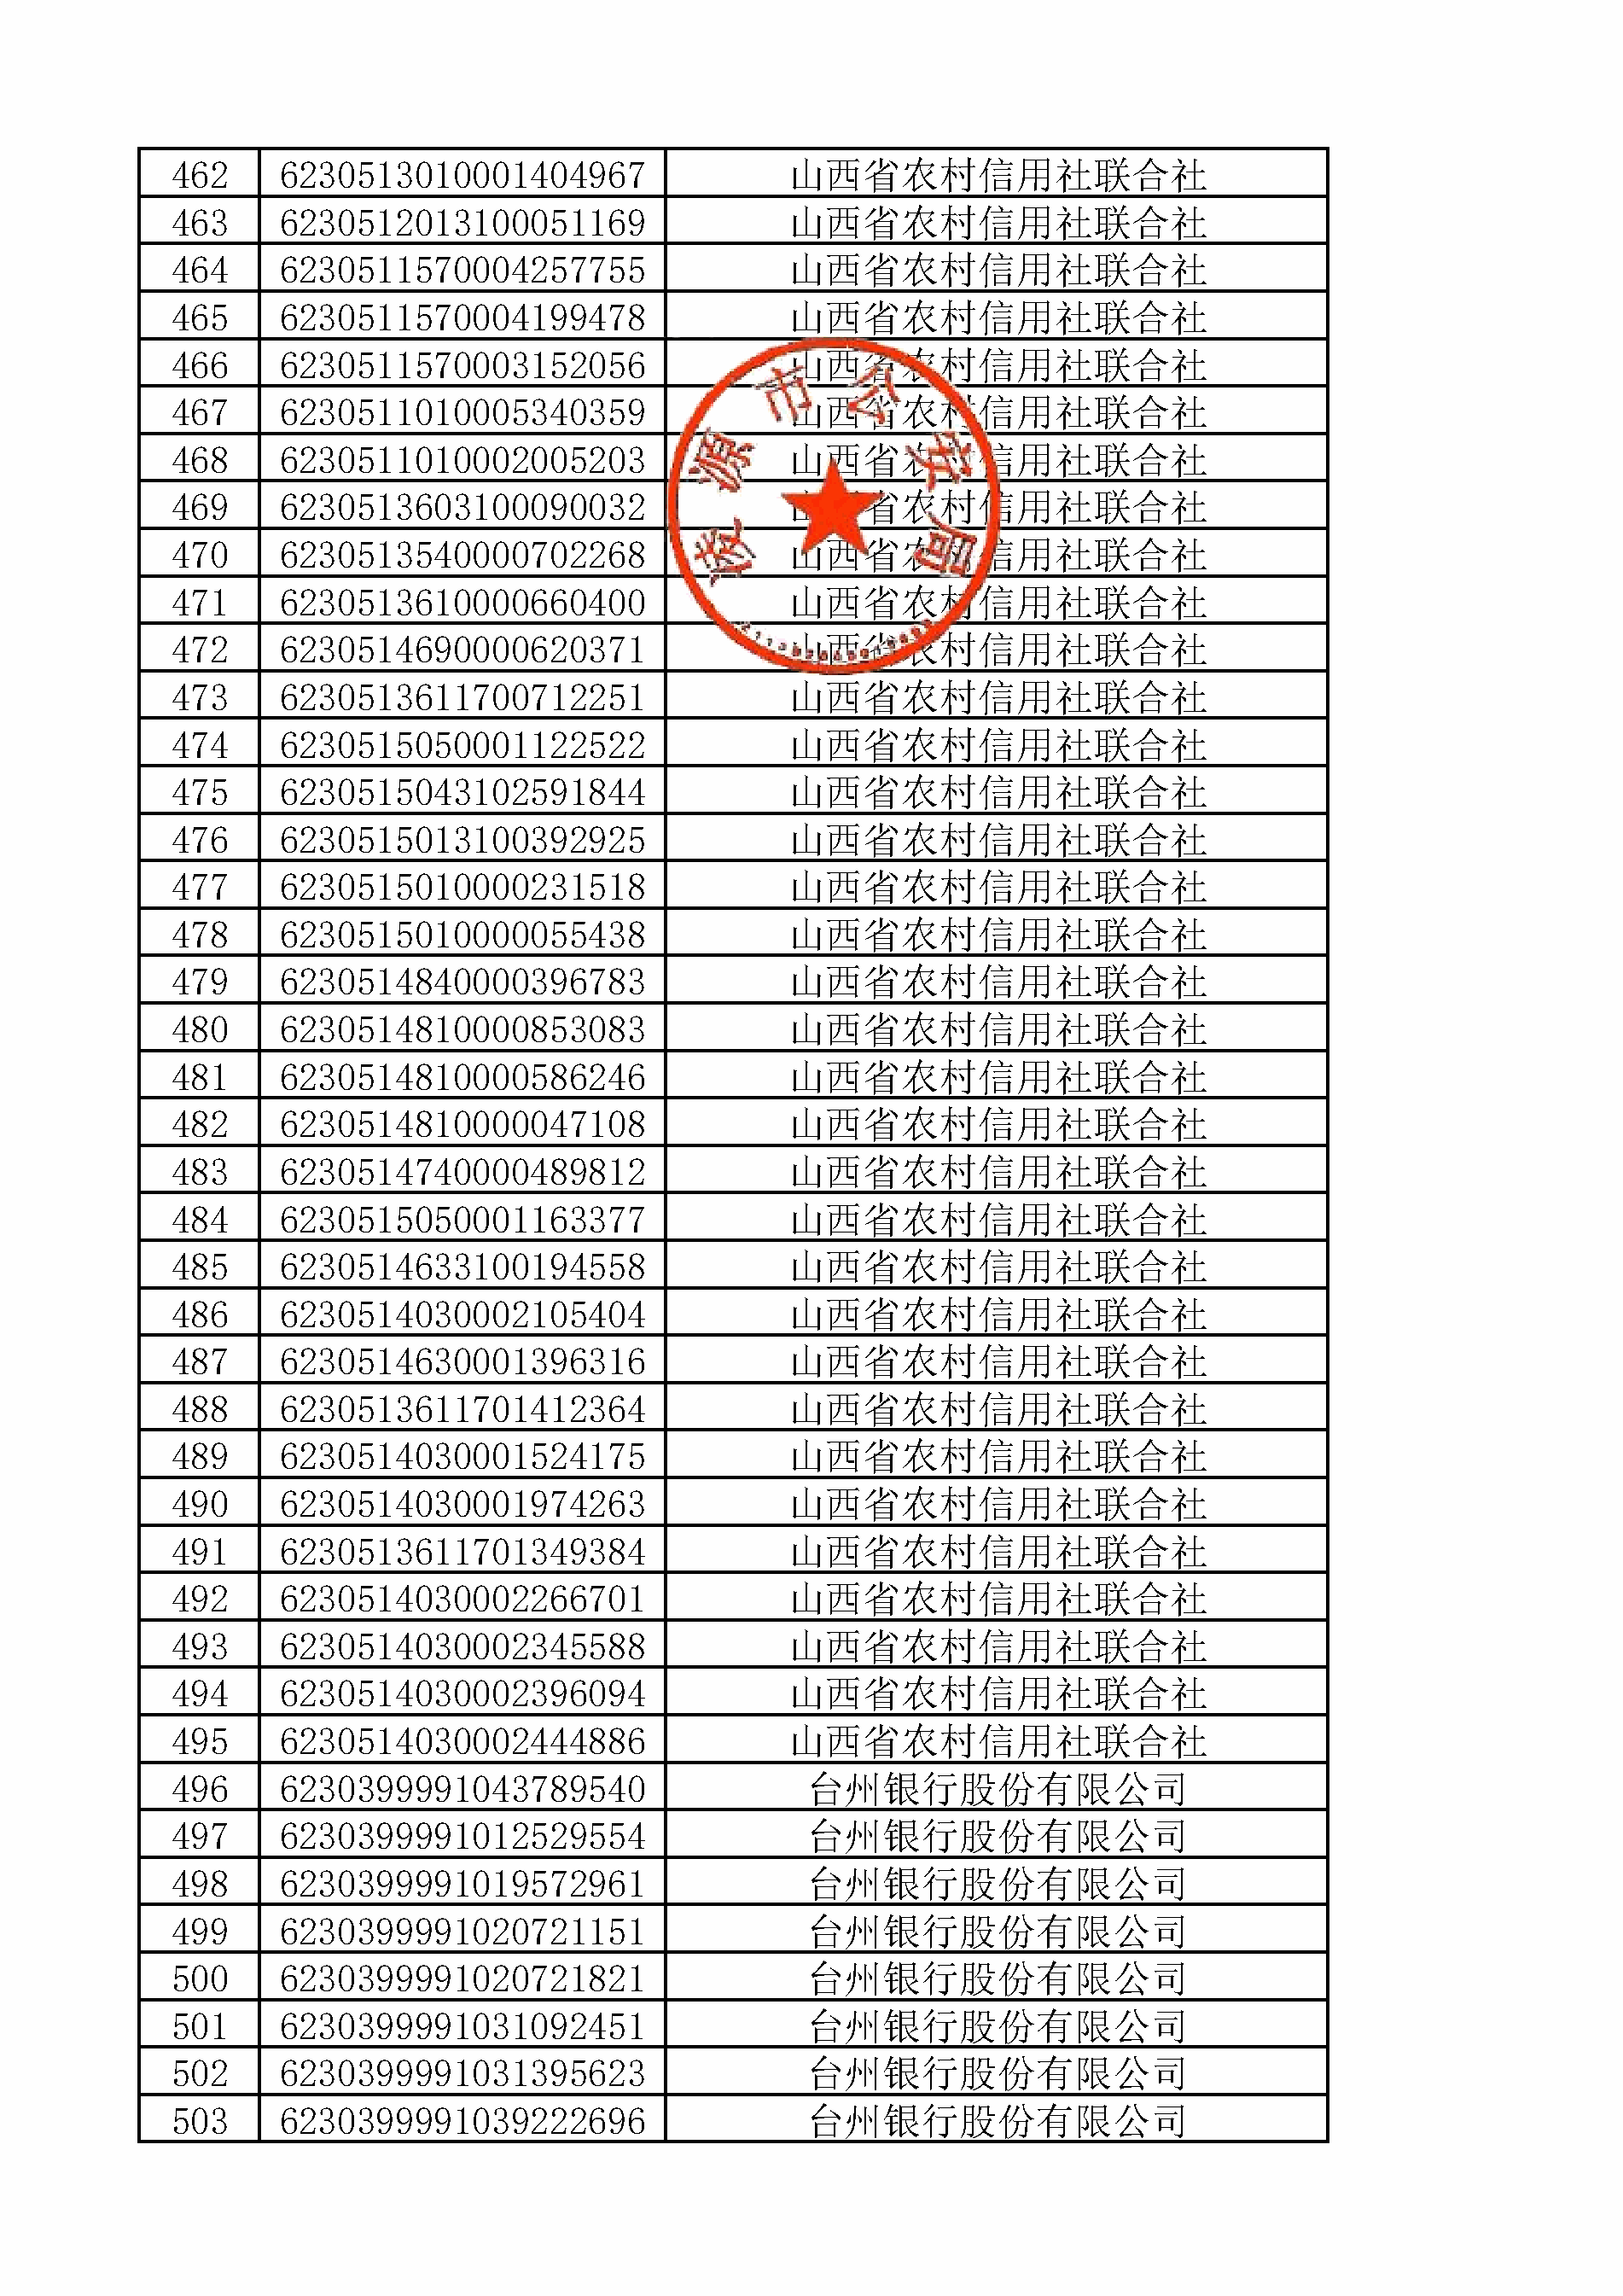 462 6230513010001404967 山西省农村信用社联合社
463 6230512013100051169 山西省农村信用社联合社
464 6230511570004257755 山西省农村信用社联合社
465 6230511570004199478 山西省农村信用社联合社
466 6230511570003152056 山西省农村信用社联合社
467 6230511010005340359 山西省农村信用社联合社
468 6230511010002005203 山西省农村信用社联合社
469 6230513603100090032 山西省农村信用社联合社
470 6230513540000702268 山西省农村信用社联合社
471 6230513610000660400 山西省农村信用社联合社
472 6230514690000620371 山西省农村信用社联合社
473 6230513611700712251 山西省农村信用社联合社
474 6230515050001122522 山西省农村信用社联合社
475 6230515043102591844 山西省农村信用社联合社
476 6230515013100392925 山西省农村信用社联合社
477 6230515010000231518 山西省农村信用社联合社
478 6230515010000055438 山西省农村信用社联合社
479 6230514840000396783 山西省农村信用社联合社
480 6230514810000853083 山西省农村信用社联合社
481 6230514810000586246 山西省农村信用社联合社
482 6230514810000047108 山西省农村信用社联合社
483 6230514740000489812 山西省农村信用社联合社
484 6230515050001163377 山西省农村信用社联合社
485 6230514633100194558 山西省农村信用社联合社
486 6230514030002105404 山西省农村信用社联合社
487 6230514630001396316 山西省农村信用社联合社
488 6230513611701412364 山西省农村信用社联合社
489 6230514030001524175 山西省农村信用社联合社
490 6230514030001974263 山西省农村信用社联合社
491 6230513611701349384 山西省农村信用社联合社
492 6230514030002266701 山西省农村信用社联合社
493 6230514030002345588 山西省农村信用社联合社
494 6230514030002396094 山西省农村信用社联合社
495 6230514030002444886 山西省农村信用社联合社
496 6230399991043789540 台州银行股份有限公司
497 6230399991012529554 台州银行股份有限公司
498 6230399991019572961 台州银行股份有限公司
499 6230399991020721151 台州银行股份有限公司
500 6230399991020721821 台州银行股份有限公司
501 6230399991031092451 台州银行股份有限公司
502 6230399991031395623 台州银行股份有限公司
503 6230399991039222696 台州银行股份有限公司
凌源市公安局